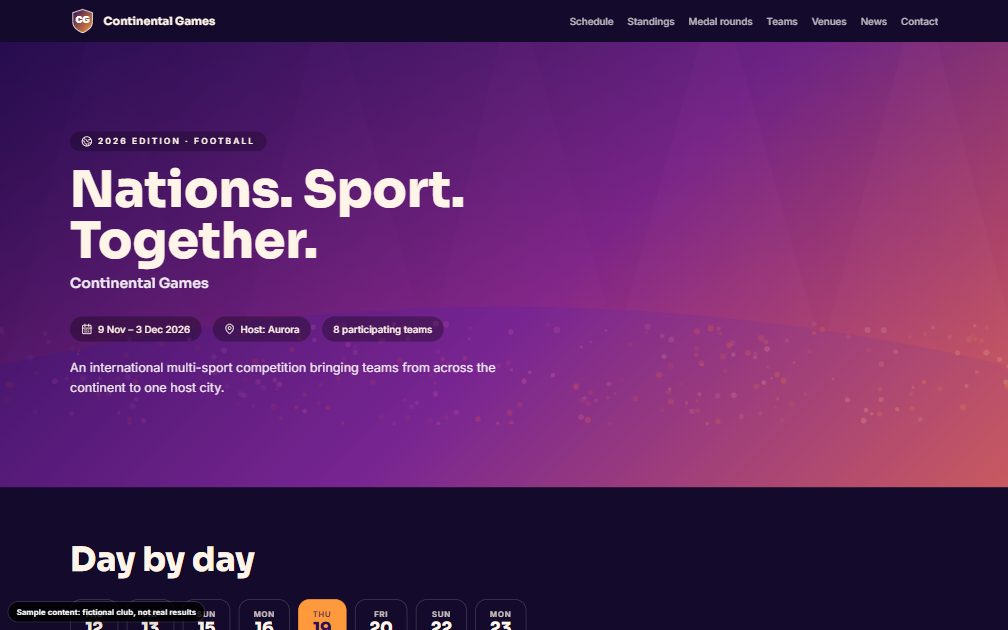 CG Continental Games
Schedule Standings Medal rounds Teams Venues News Contact
2026 EDITION · FOOTBALL
Nations. Sport.
Together.
Continental Games
9 Nov – 3 Dec 2026 Host: Aurora 8 participating teams
An international multi-sport competition bringing teams from across the
continent to one host city.
Day by day
Sample content: fictional club, not real results
MON THU FRI SUN MON
12 13 15 16 19 20 22 23